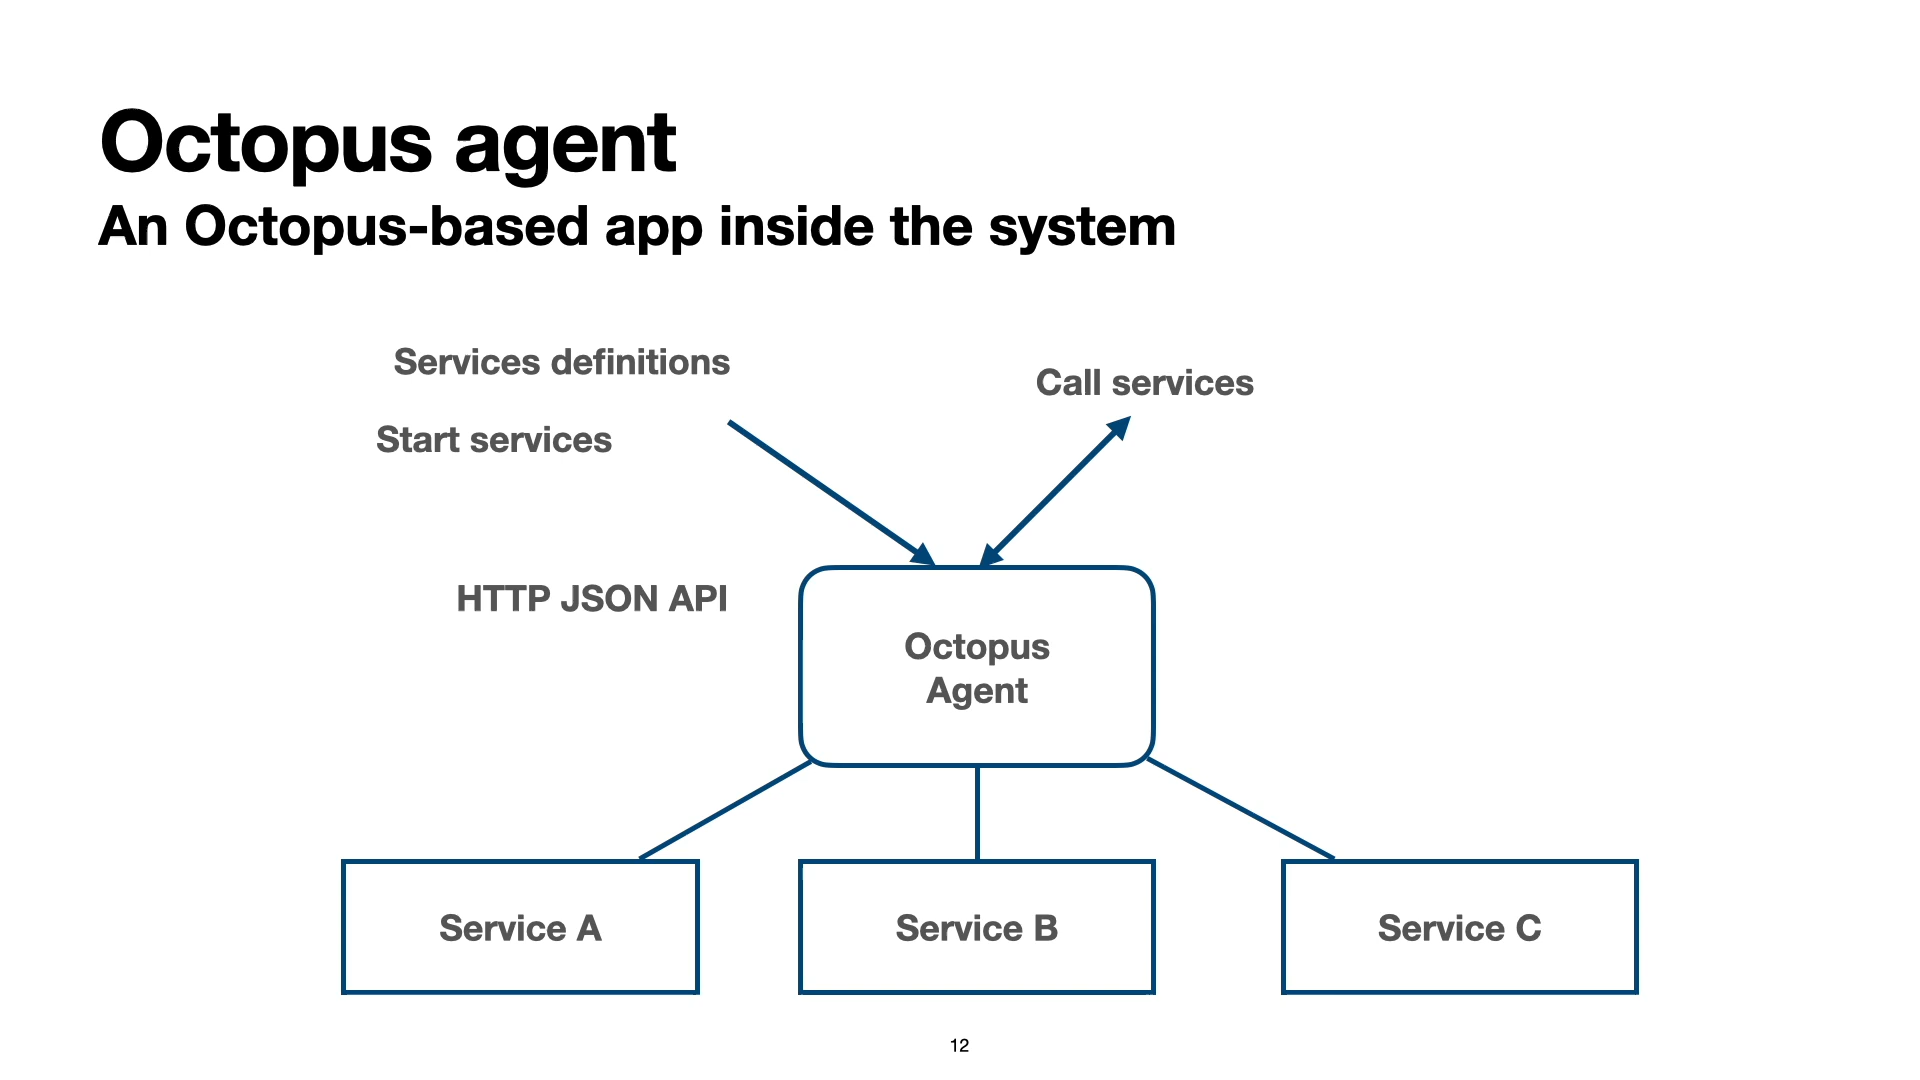 Octopus agent
An Octopus-based app inside the system
Services definitions
Call services
Start services
HTTP JSON API
Octopus
Agent
Service A
Service B
Service C
12